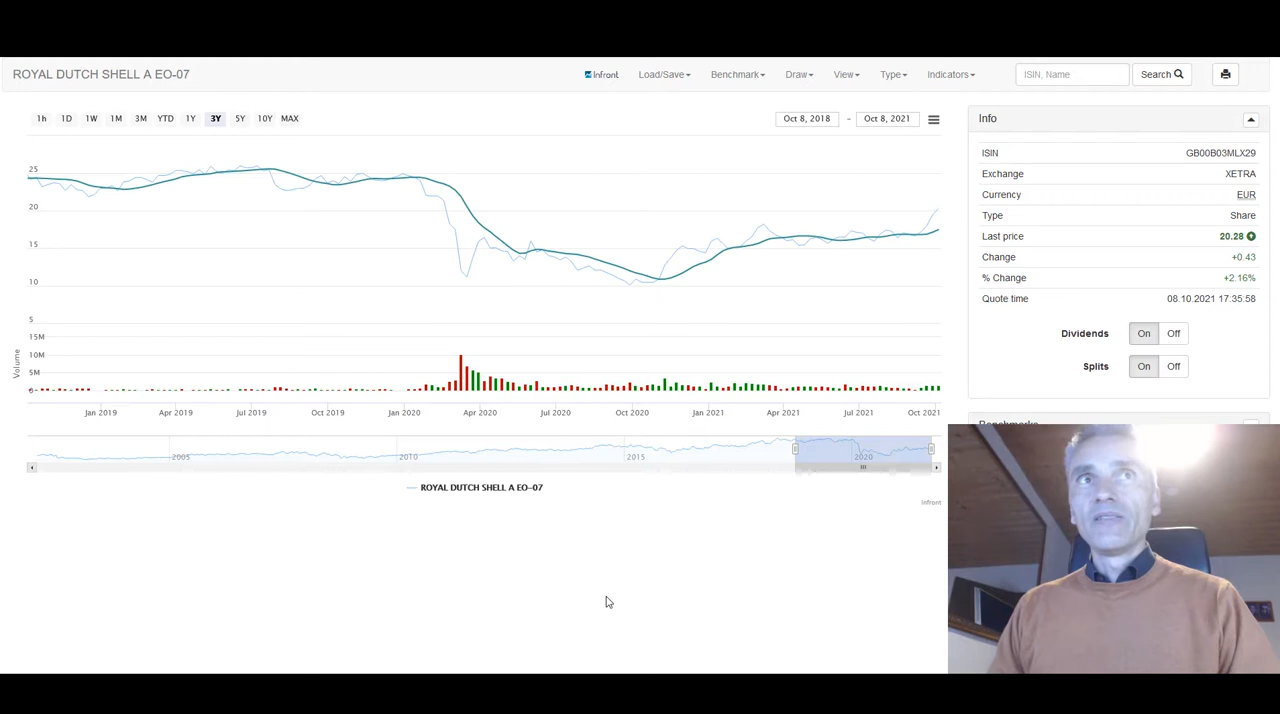 ROYAL DUTCH SHELL A EO-07
Infront Load/Save Benchmark Draw View Type Indicators ISIN, Name Search
1h 1D 1W 1M 3M YTD 1Y 3Y 5Y 10Y MAX Oct 8, 2018 - Oct 8, 2021
Info
ISIN GB00B03MLX29
Exchange XETRA
Currency EUR
Type Share
Last price 20.28
Change +0.43
% Change +2.16%
Quote time 08.10.2021 17:35:58
Dividends On Off
Splits On Off
25
20
15
10
5
Volume
15M
10M
5M
Jan 2019 Apr 2019 Jul 2019 Oct 2019 Jan 2020 Apr 2020 Jul 2020 Oct 2020 Jan 2021 Apr 2021 Jul 2021 Oct 2021
2005 2010 2015 2020
ROYAL DUTCH SHELL A EO-07
Infront